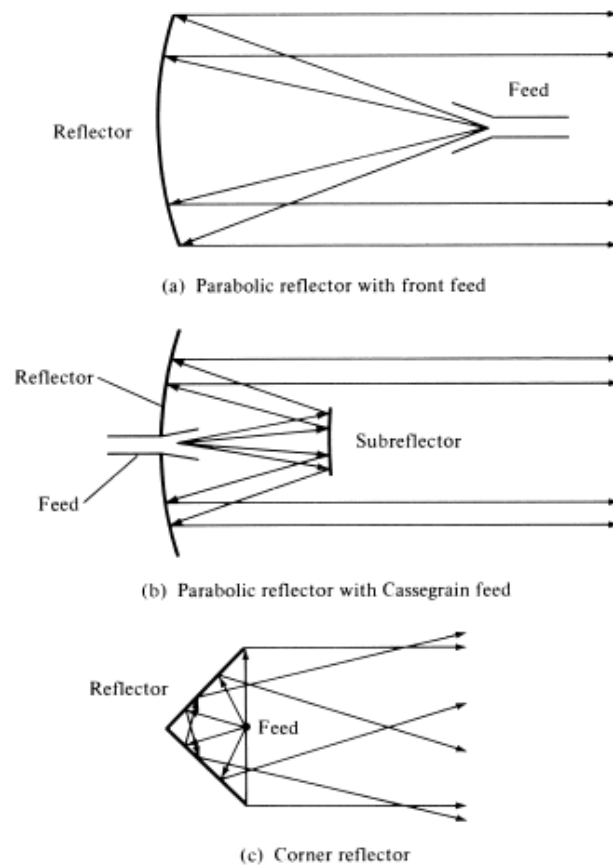 Feed
Reflector
(a) Parabolic reflector with front feed
Reflector
Subreflector
Feed
(b) Parabolic reflector with Cassegrain feed
Reflector
Feed
(c) Corner reflector